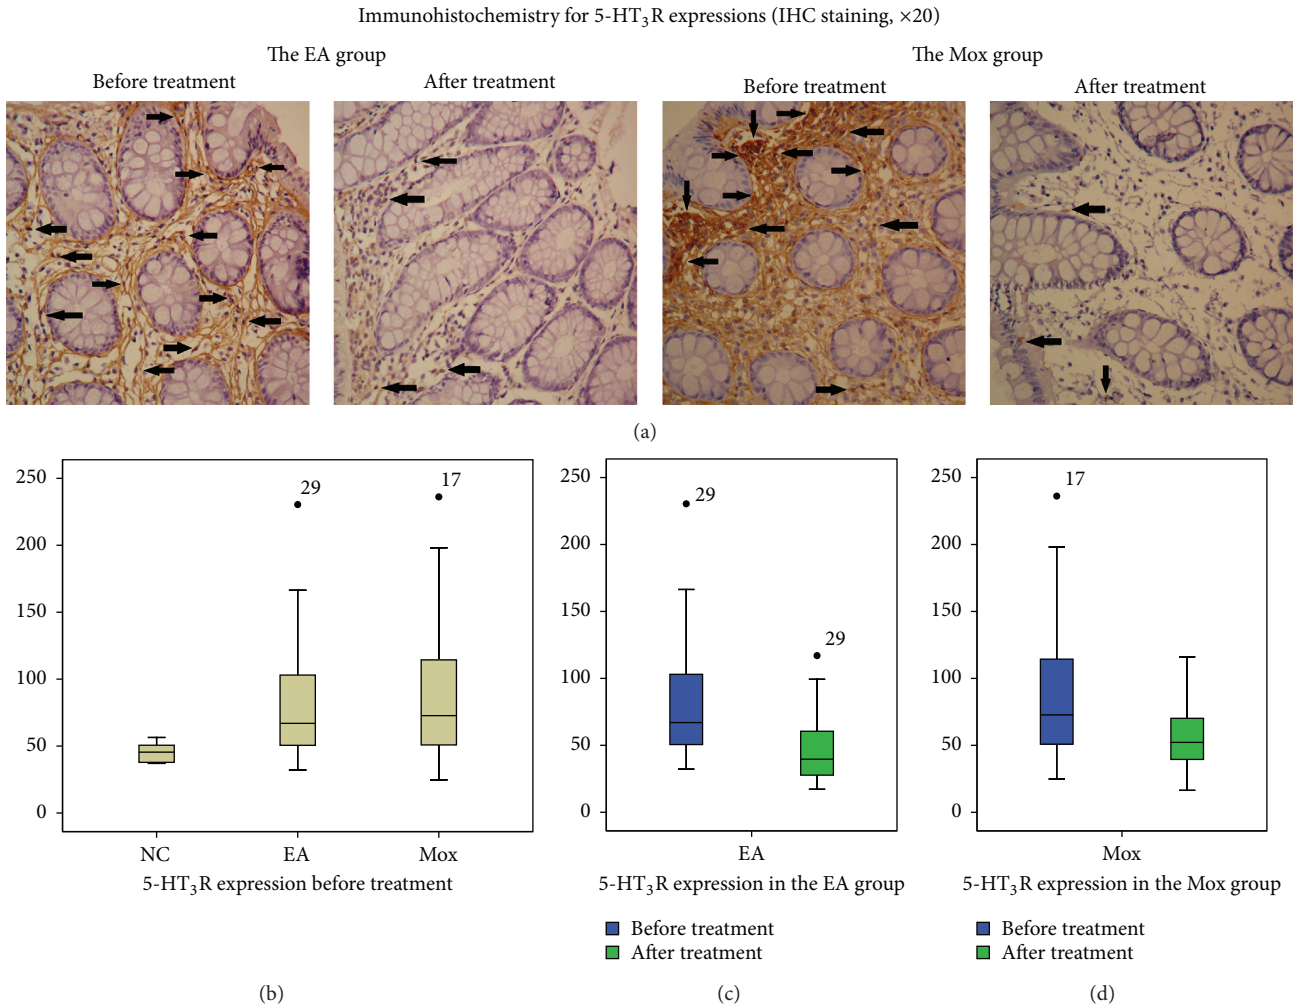 Immunohistochemistry for 5-HT₃R expressions (IHC staining, ×20)
The EA group
The Mox group
Before treatment
After treatment
Before treatment
After treatment
(a)
250
200
150
100
50
0
29
17
NC
EA
Mox
5-HT₃R expression before treatment
(b)
250
200
150
100
50
0
29
29
EA
5-HT₃R expression in the EA group
Before treatment
After treatment
(c)
250
200
150
100
50
0
17
Mox
5-HT₃R expression in the Mox group
Before treatment
After treatment
(d)